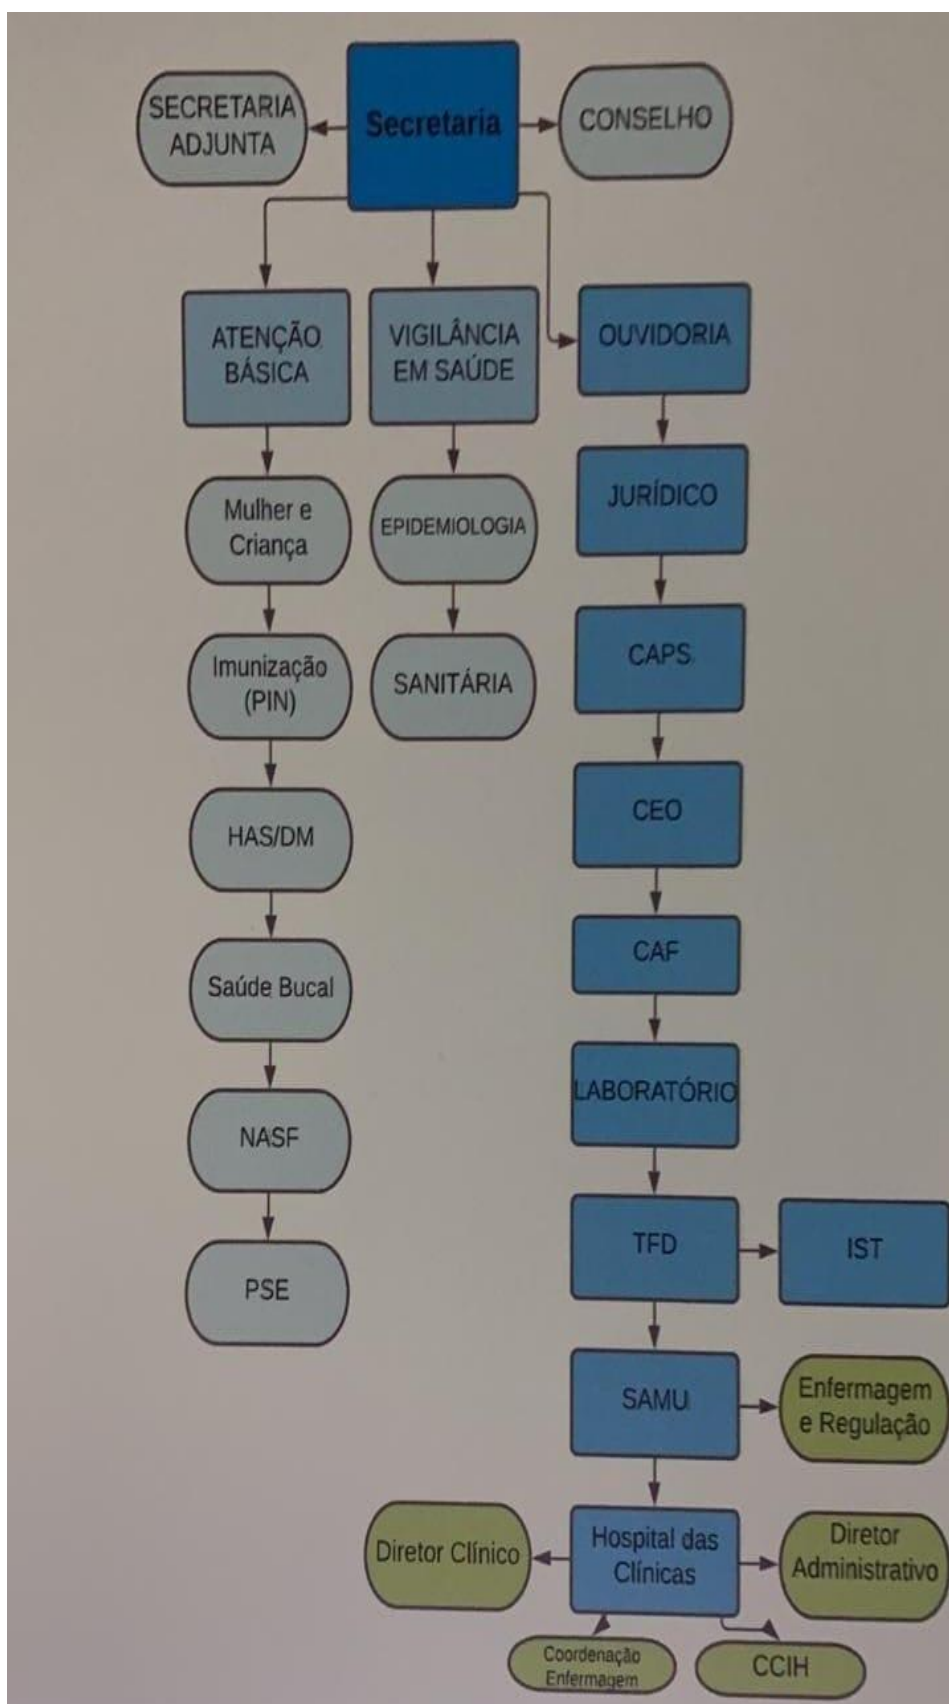 SECRETARIA
ADJUNTA
Secretaria
CONSELHO
ATENÇÃO
BÁSICA
VIGILÂNCIA
EM SAÚDE
OUVIDORIA
Mulher e
Criança
EPIDEMIOLOGIA
JURÍDICO
Imunização
(PIN)
SANITÁRIA
CAPS
HAS/DM
CEO
Saúde Bucal
CAF
NASF
LABORATÓRIO
PSE
TFD
IST
SAMU
Enfermagem
e Regulação
Diretor Clínico
Hospital das
Clínicas
Diretor
Administrativo
Coordenação
Enfermagem
CCIH